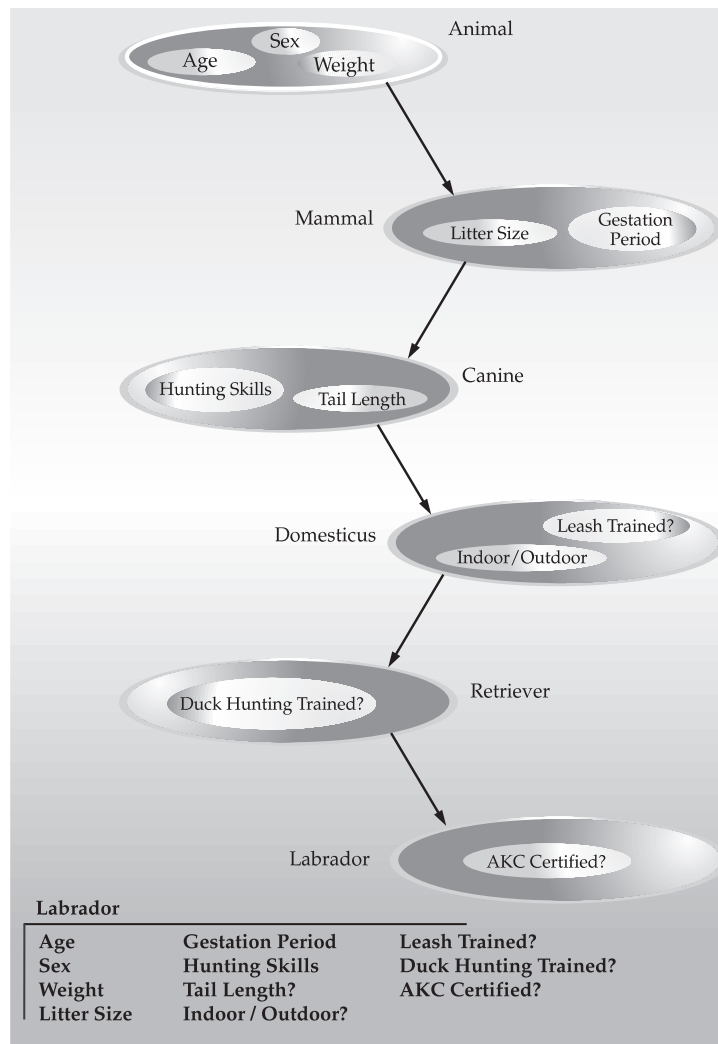 Animal
Sex
Age
Weight
Mammal
Litter Size
Gestation
Period
Canine
Hunting Skills
Tail Length
Domesticus
Leash Trained?
Indoor/Outdoor
Retriever
Duck Hunting Trained?
Labrador
AKC Certified?
Labrador
Age Gestation Period Leash Trained?
Sex Hunting Skills Duck Hunting Trained?
Weight Tail Length? AKC Certified?
Litter Size Indoor / Outdoor?